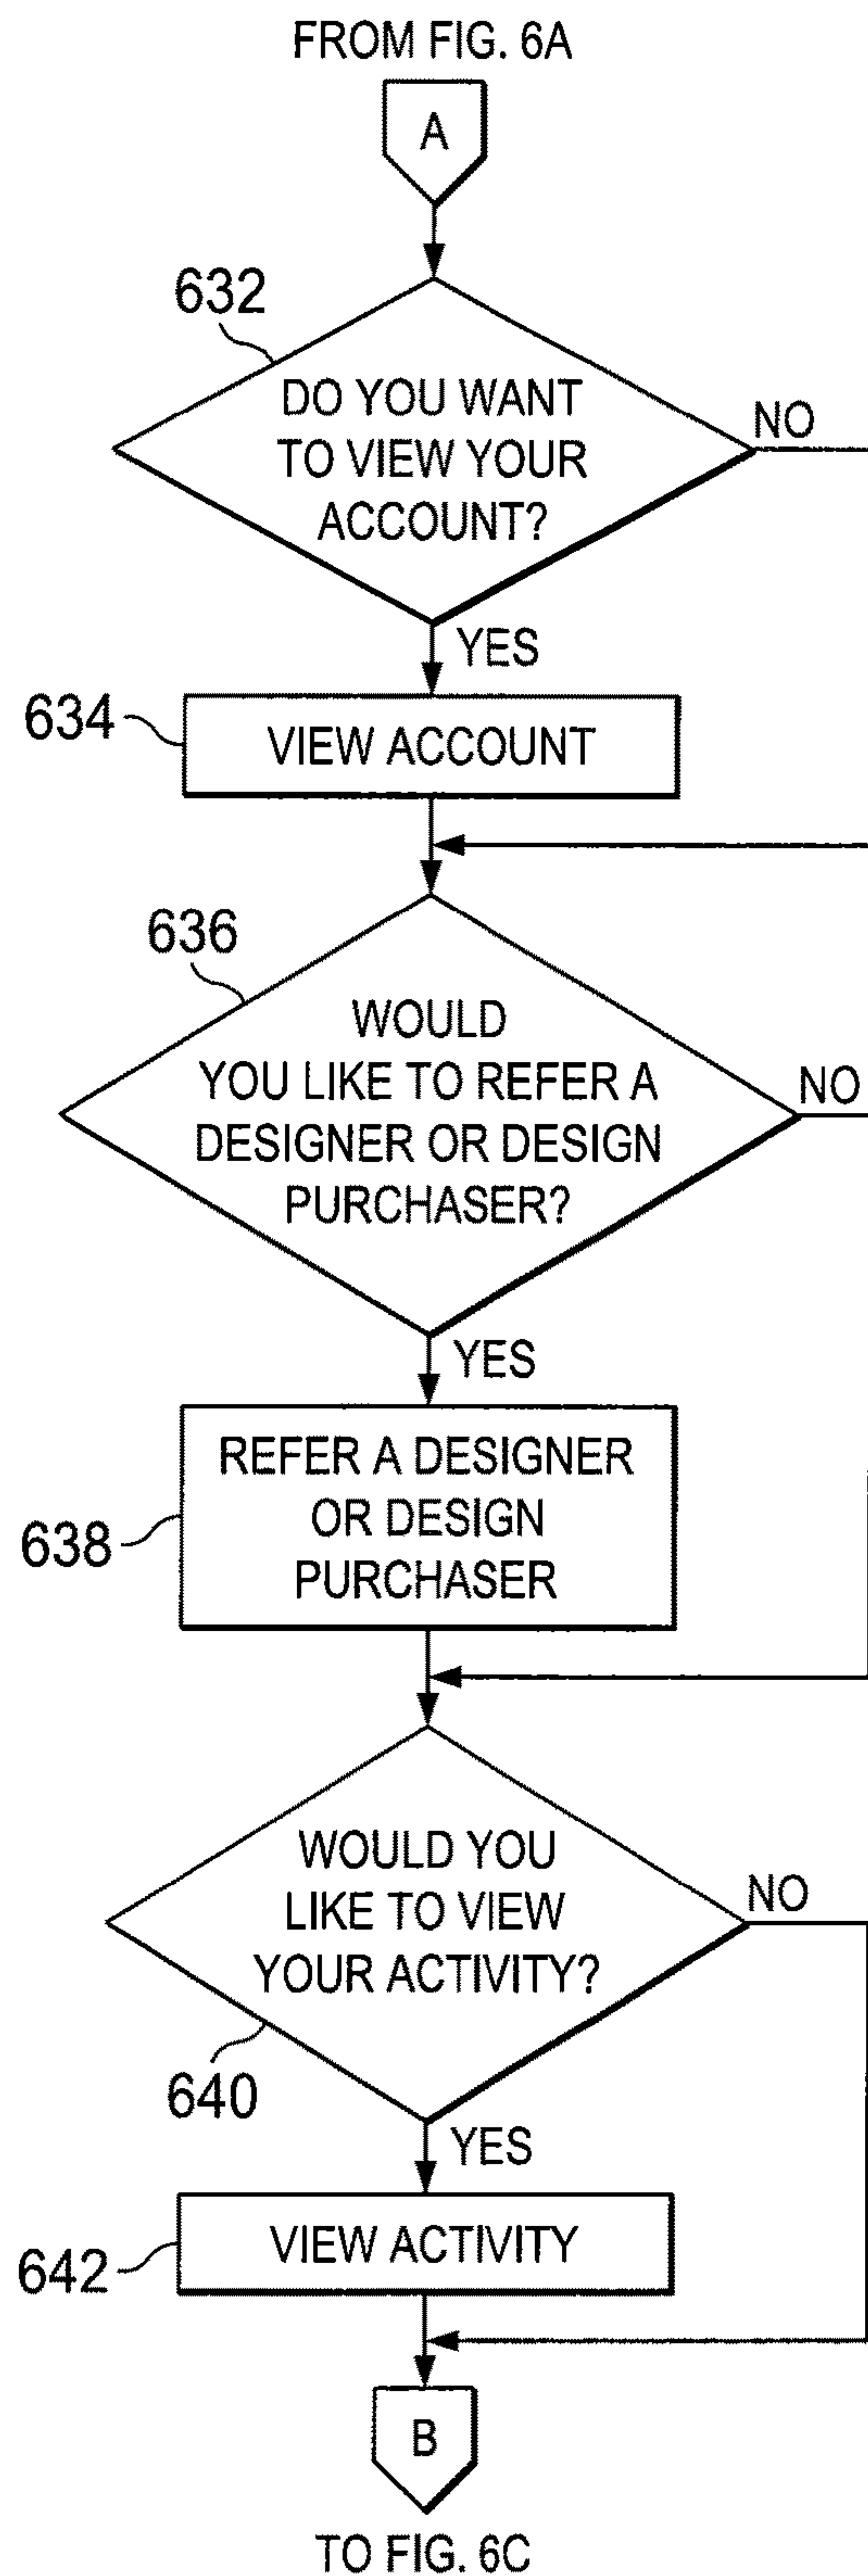 FROM FIG. 6A
A
632
DO YOU WANT
TO VIEW YOUR
ACCOUNT?
NO
YES
634
VIEW ACCOUNT
636
WOULD
YOU LIKE TO REFER A
DESIGNER OR DESIGN
PURCHASER?
NO
YES
638
REFER A DESIGNER
OR DESIGN
PURCHASER
WOULD YOU
LIKE TO VIEW
YOUR ACTIVITY?
NO
640
YES
642
VIEW ACTIVITY
B
TO FIG. 6C